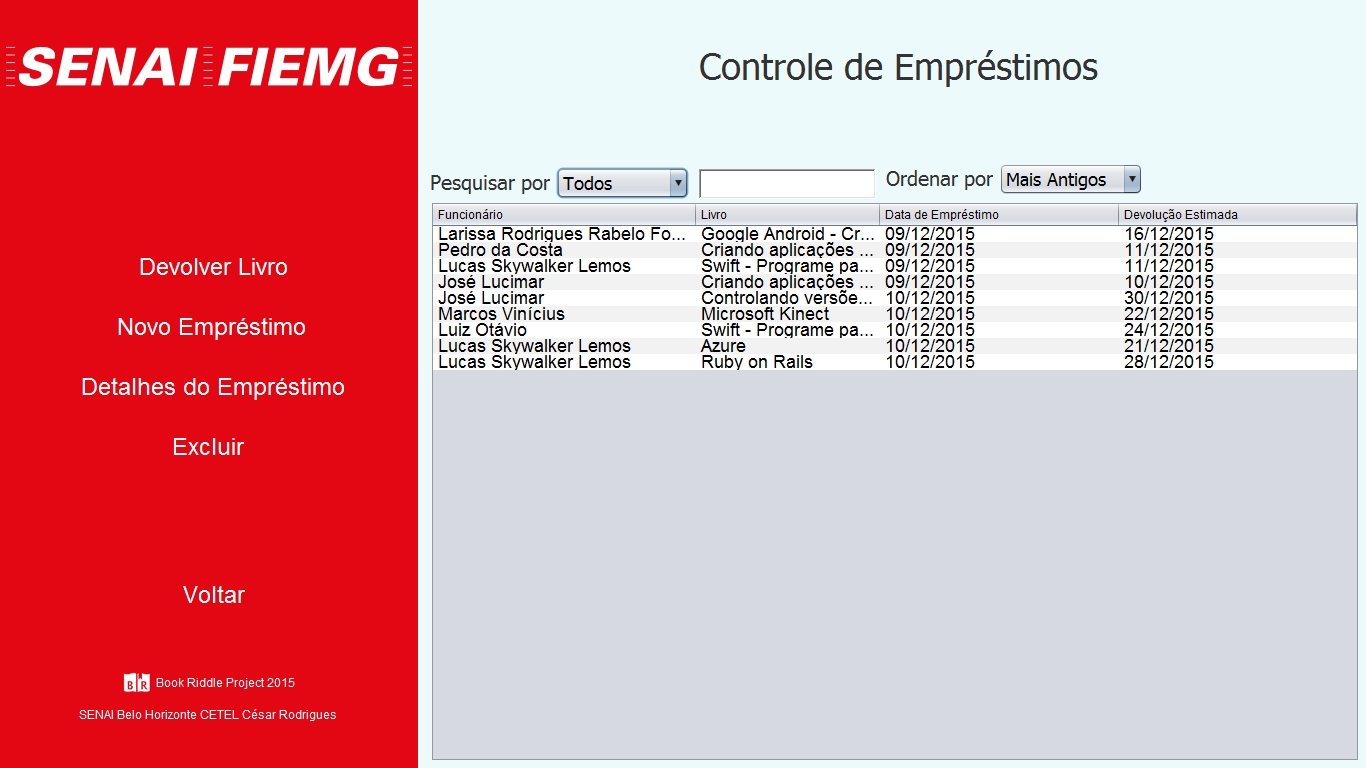 SENAI FIEMG
Controle de Empréstimos
Pesquisar por Todos Ordenar por Mais Antigos
Funcionário Livro Data de Empréstimo Devolução Estimada
Larissa Rodrigues Rabelo Fo... Google Android - Cr... 09/12/2015 16/12/2015
Pedro da Costa Criando aplicações ... 09/12/2015 11/12/2015
Lucas Skywalker Lemos Swift - Programe pa... 09/12/2015 11/12/2015
José Lucimar Criando aplicações ... 09/12/2015 10/12/2015
José Lucimar Controlando versõe... 10/12/2015 30/12/2015
Marcos Vinícius Microsoft Kinect 10/12/2015 22/12/2015
Luiz Otávio Swift - Programe pa... 10/12/2015 24/12/2015
Lucas Skywalker Lemos Azure 10/12/2015 21/12/2015
Lucas Skywalker Lemos Ruby on Rails 10/12/2015 28/12/2015
Devolver Livro
Novo Empréstimo
Detalhes do Empréstimo
Excluir
Voltar
BR Book Riddle Project 2015
SENAI Belo Horizonte CETEL César Rodrigues